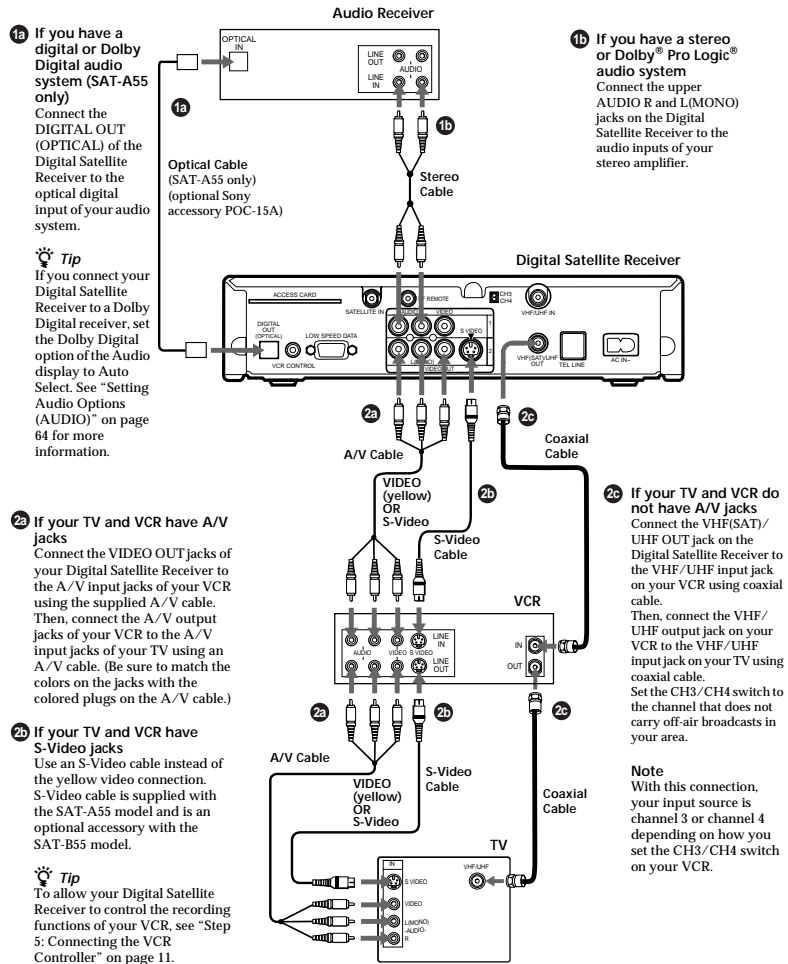 Audio Receiver
1a If you have a
digital or Dolby
Digital audio
system (SAT-A55
only)
Connect the
DIGITAL OUT
(OPTICAL) of the
Digital Satellite
Receiver to the
optical digital
input of your audio
system.
Tip
If you connect your
Digital Satellite
Receiver to a Dolby
Digital receiver, set
the Dolby Digital
option of the Audio
display to Auto
Select. See “Setting
Audio Options
(AUDIO)” on page
64 for more
information.
OPTICAL
IN
LINE
OUT
AUDIO
LINE
IN
1a
1b
Optical Cable
(SAT-A55 only)
(optional Sony
accessory POC-15A)
Stereo
Cable
1b If you have a stereo
or Dolby® Pro Logic®
audio system
Connect the upper
AUDIO R and L(MONO)
jacks on the Digital
Satellite Receiver to the
audio inputs of your
stereo amplifier.
Digital Satellite Receiver
ACCESS CARD
SATELLITE IN
REMOTE
CH3
CH4
VHF/UHF IN
AUDIO
VIDEO
1
S VIDEO
2
DIGITAL
OUT
(OPTICAL)
LOW SPEED DATA
VCR CONTROL
VHF(SAT)/UHF
OUT
TEL LINE
AC IN~
2a
2c
A/V Cable
Coaxial
Cable
VIDEO
(yellow)
OR
S-Video
2b
S-Video
Cable
2a If your TV and VCR have A/V
jacks
Connect the VIDEO OUT jacks of
your Digital Satellite Receiver to
the A/V input jacks of your VCR
using the supplied A/V cable.
Then, connect the A/V output
jacks of your VCR to the A/V
input jacks of your TV using an
A/V cable. (Be sure to match the
colors on the jacks with the
colored plugs on the A/V cable.)
2b If your TV and VCR have
S-Video jacks
Use an S-Video cable instead of
the yellow video connection.
S-Video cable is supplied with
the SAT-A55 model and is an
optional accessory with the
SAT-B55 model.
Tip
To allow your Digital Satellite
Receiver to control the recording
functions of your VCR, see “Step
5: Connecting the VCR
Controller” on page 11.
2c If your TV and VCR do
not have A/V jacks
Connect the VHF(SAT)/
UHF OUT jack on the
Digital Satellite Receiver to
the VHF/UHF input jack
on your VCR using coaxial
cable.
Then, connect the VHF/
UHF output jack on your
VCR to the VHF/UHF
input jack on your TV using
coaxial cable.
Set the CH3/CH4 switch to
the channel that does not
carry off-air broadcasts in
your area.
Note
With this connection,
your input source is
channel 3 or channel 4
depending on how you
set the CH3/CH4 switch
on your VCR.
VCR
AUDIO
VIDEO
S VIDEO
LINE
IN
LINE
OUT
IN
OUT
2a
2b
2c
A/V Cable
VIDEO
(yellow)
OR
S-Video
S-Video
Cable
Coaxial
Cable
TV
IN
S VIDEO
VIDEO
L(MONO)
-AUDIO-
R
VHF/UHF